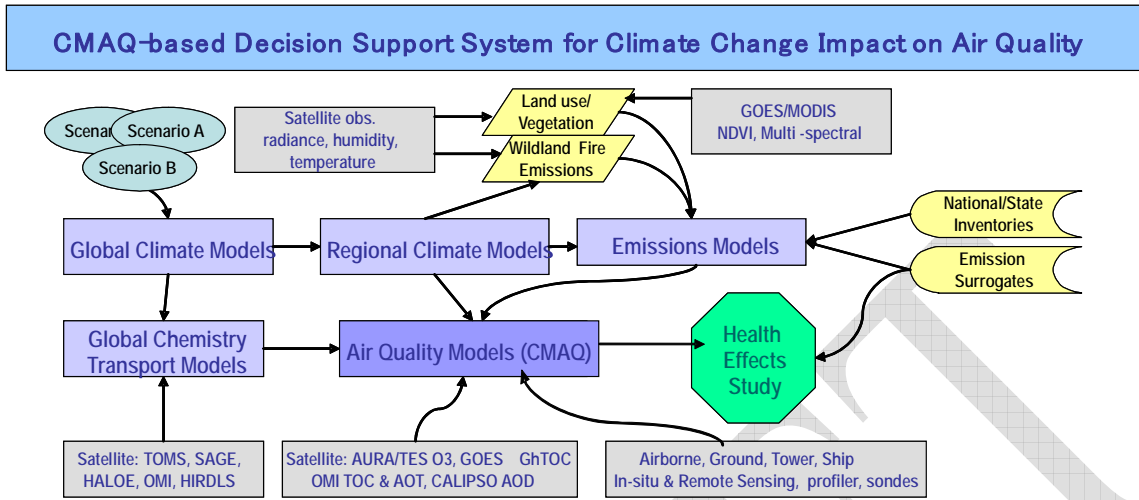 CMAQ-based Decision Support System for Climate Change Impact on Air Quality
Scenar
Scenario A
Scenario B
Satellite obs.
radiance, humidity,
temperature
Land use/
Vegetation
Wildland Fire
Emissions
GOES/MODIS
NDVI, Multi -spectral
National/State
Inventories
Emission
Surrogates
Global Climate Models
Regional Climate Models
Emissions Models
Global Chemistry
Transport Models
Air Quality Models (CMAQ)
Health
Effects
Study
Satellite: TOMS, SAGE,
HALOE, OMI, HIRDLS
Satellite: AURA/TES O3, GOES GhTOC
OMI TOC & AOT, CALIPSO AOD
Airborne, Ground, Tower, Ship
In-situ & Remote Sensing, profiler, sondes